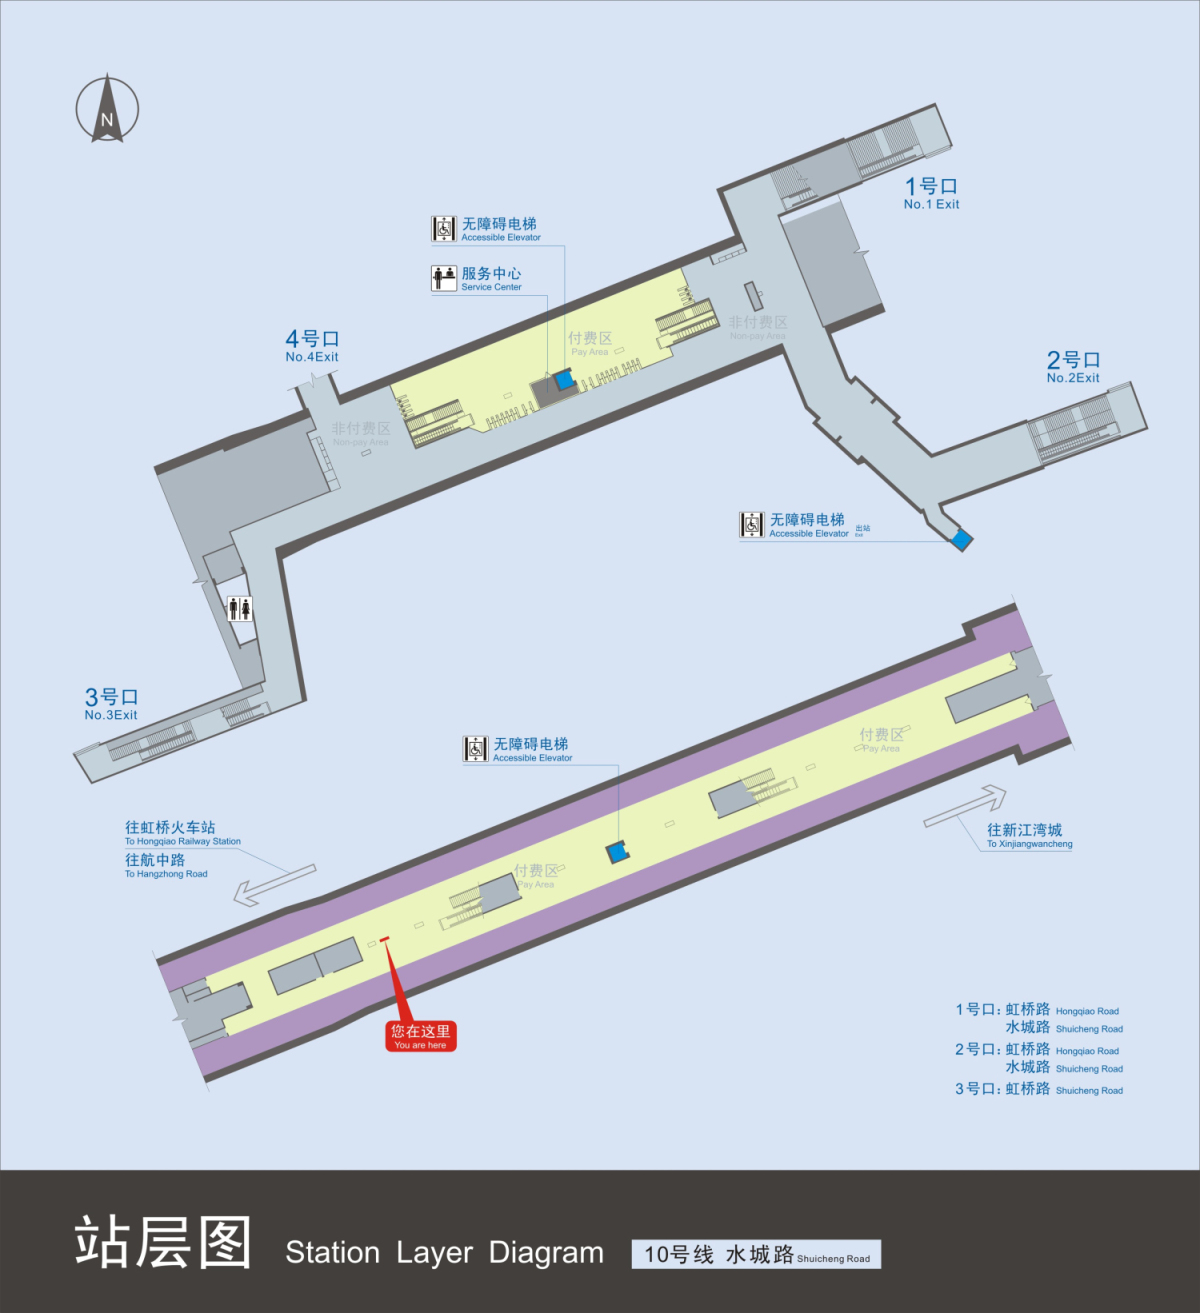 N
1号口
No.1 Exit
无障碍电梯
Accessible Elevator
服务中心
Service Center
付费区
Pay Area
非付费区
Non-pay Area
4号口
No.4Exit
2号口
No.2Exit
非付费区
Non-pay Area
无障碍电梯 出站
Accessible Elevator Exit
3号口
No.3Exit
无障碍电梯
Accessible Elevator
付费区
Pay Area
往虹桥火车站
To Hongqiao Railway Station
往航中路
To Hangzhong Road
往新江湾城
To Xinjiangwancheng
付费区
Pay Area
您在这里
You are here
1号口: 虹桥路 Hongqiao Road
水城路 Shuicheng Road
2号口: 虹桥路 Hongqiao Road
水城路 Shuicheng Road
3号口: 虹桥路 Shuicheng Road
站层图 Station Layer Diagram 10号线 水城路 Shuicheng Road